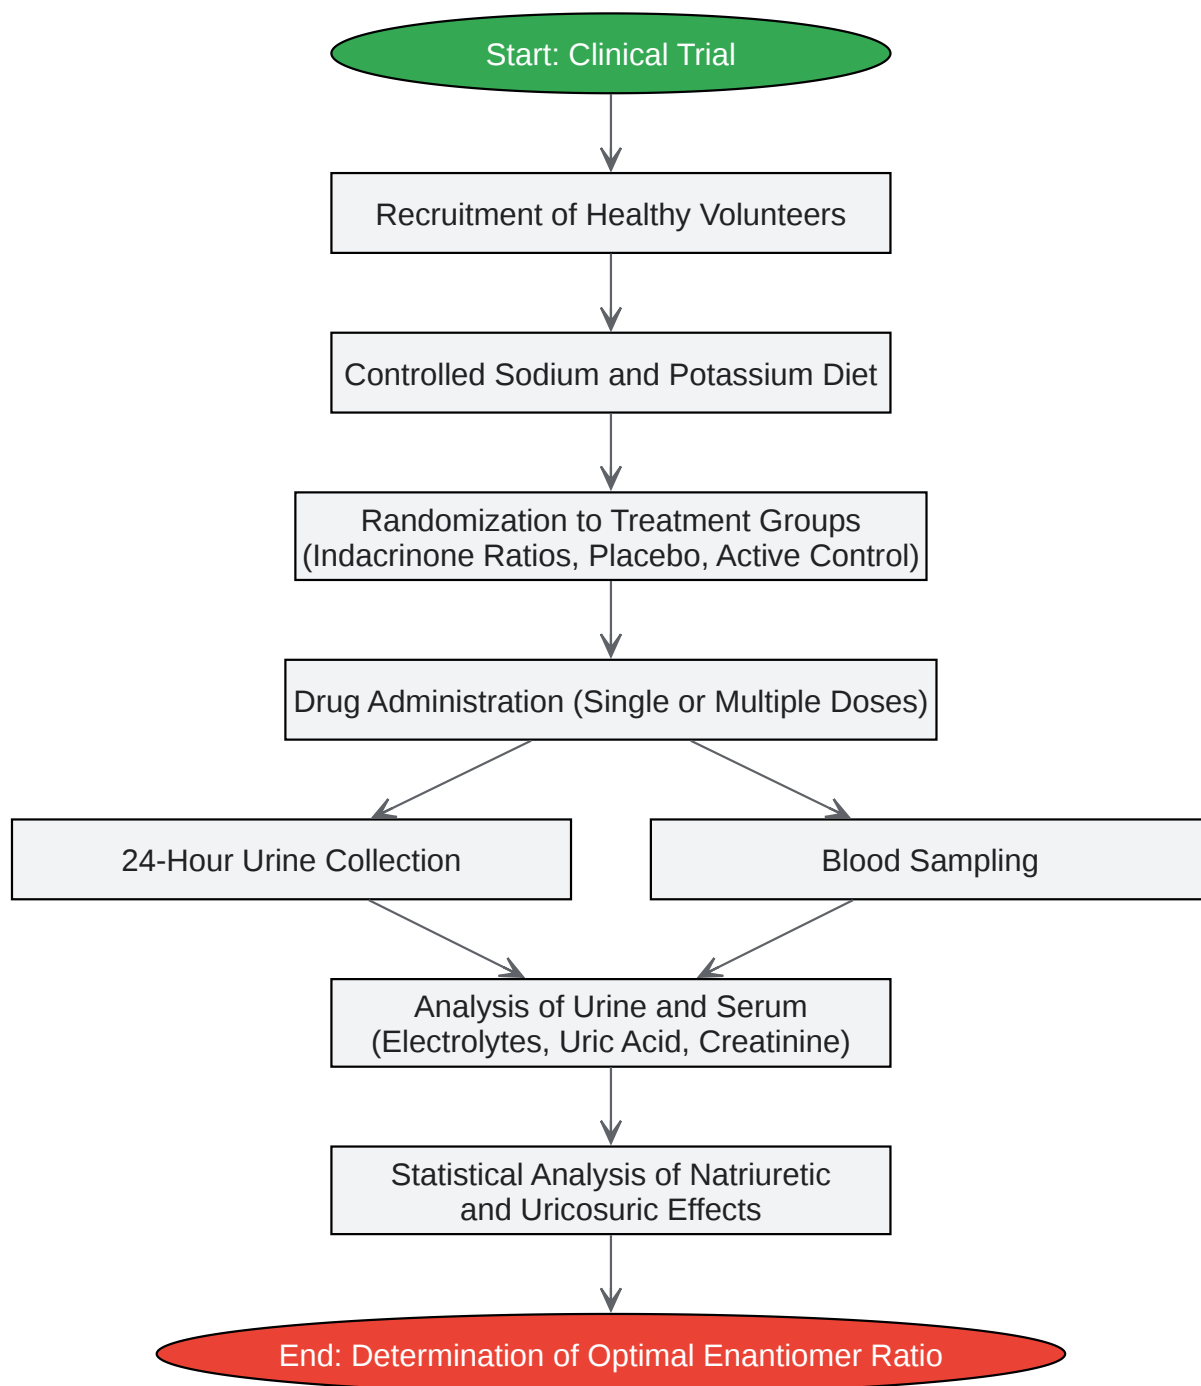 Start: Clinical Trial
Recruitment of Healthy Volunteers
Controlled Sodium and Potassium Diet
Randomization to Treatment Groups
(Indacrinone Ratios, Placebo, Active Control)
Drug Administration (Single or Multiple Doses)
24-Hour Urine Collection
Blood Sampling
Analysis of Urine and Serum
(Electrolytes, Uric Acid, Creatinine)
Statistical Analysis of Natriuretic
and Uricosuric Effects
End: Determination of Optimal Enantiomer Ratio